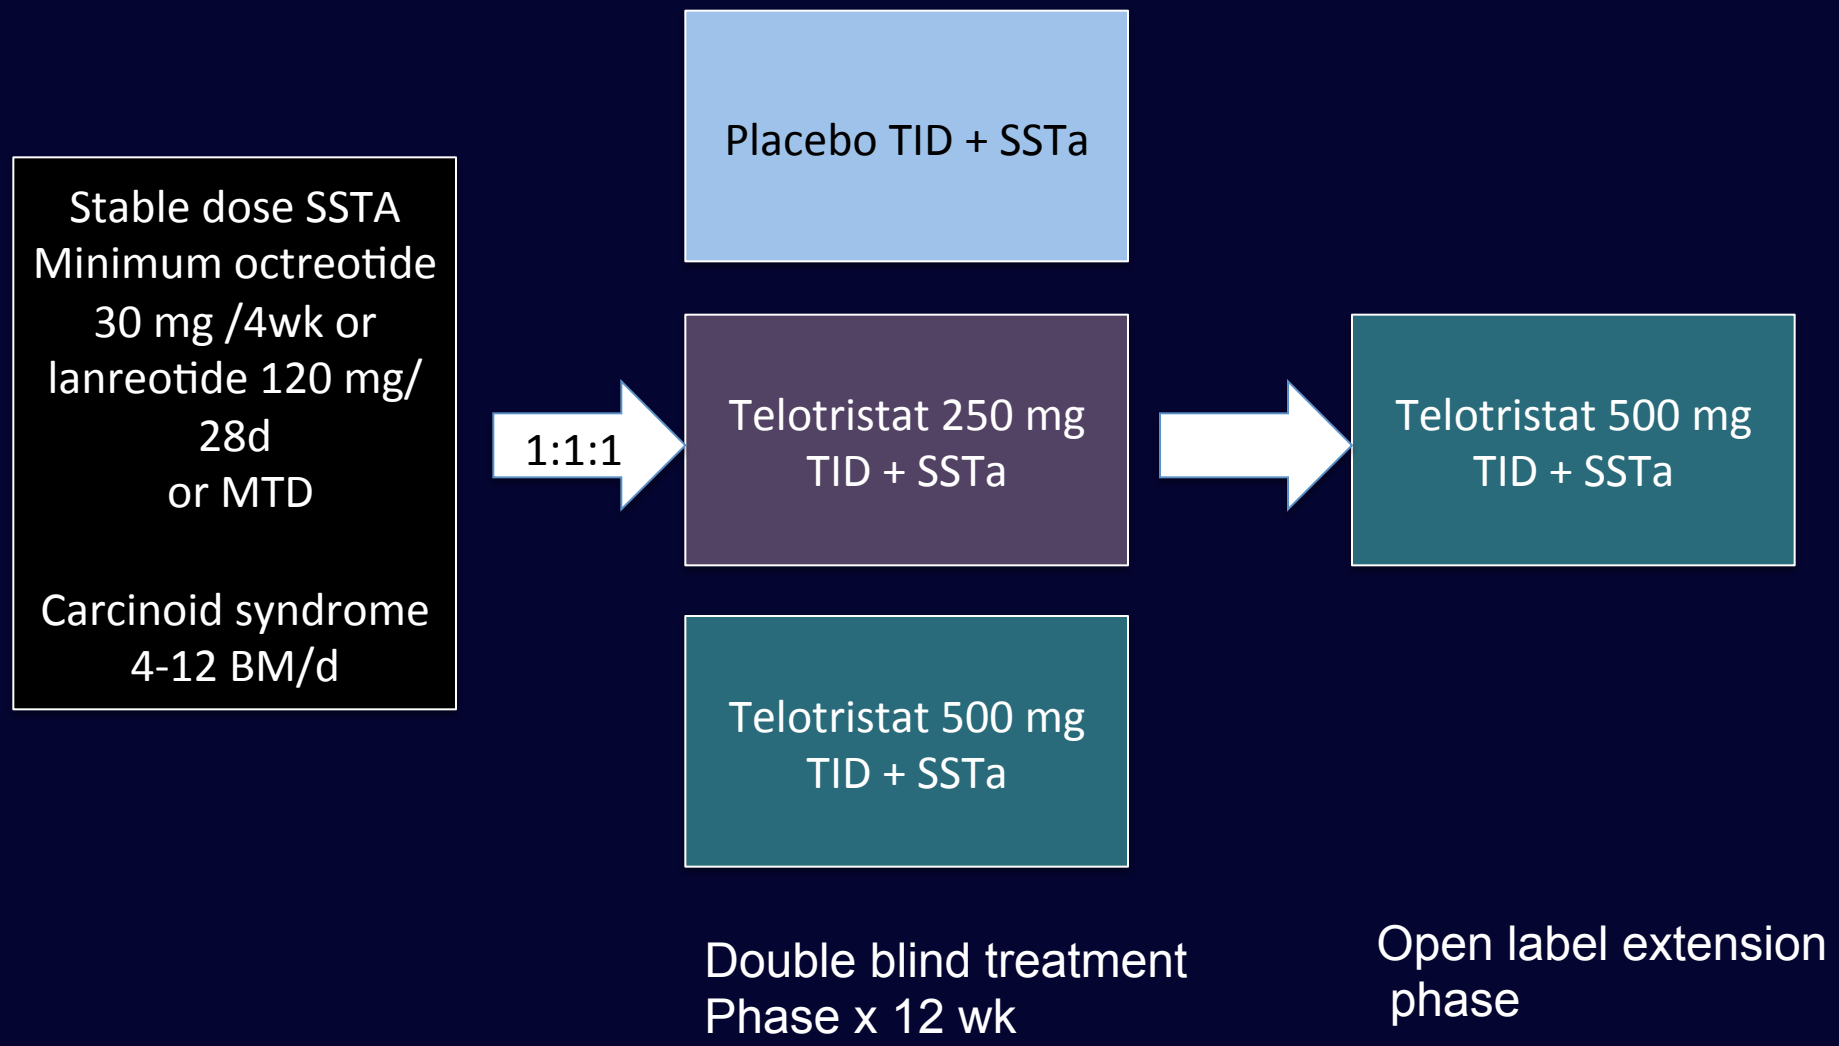 Stable dose SSTA
Minimum octreotide
30 mg /4wk or
lanreotide 120 mg/
28d
or MTD
Carcinoid syndrome
4-12 BM/d
1:1:1
Placebo TID + SSTa
Telotristat 250 mg
TID + SSTa
Telotristat 500 mg
TID + SSTa
Double blind treatment
Phase x 12 wk
Telotristat 500 mg
TID + SSTa
Open label extension
phase